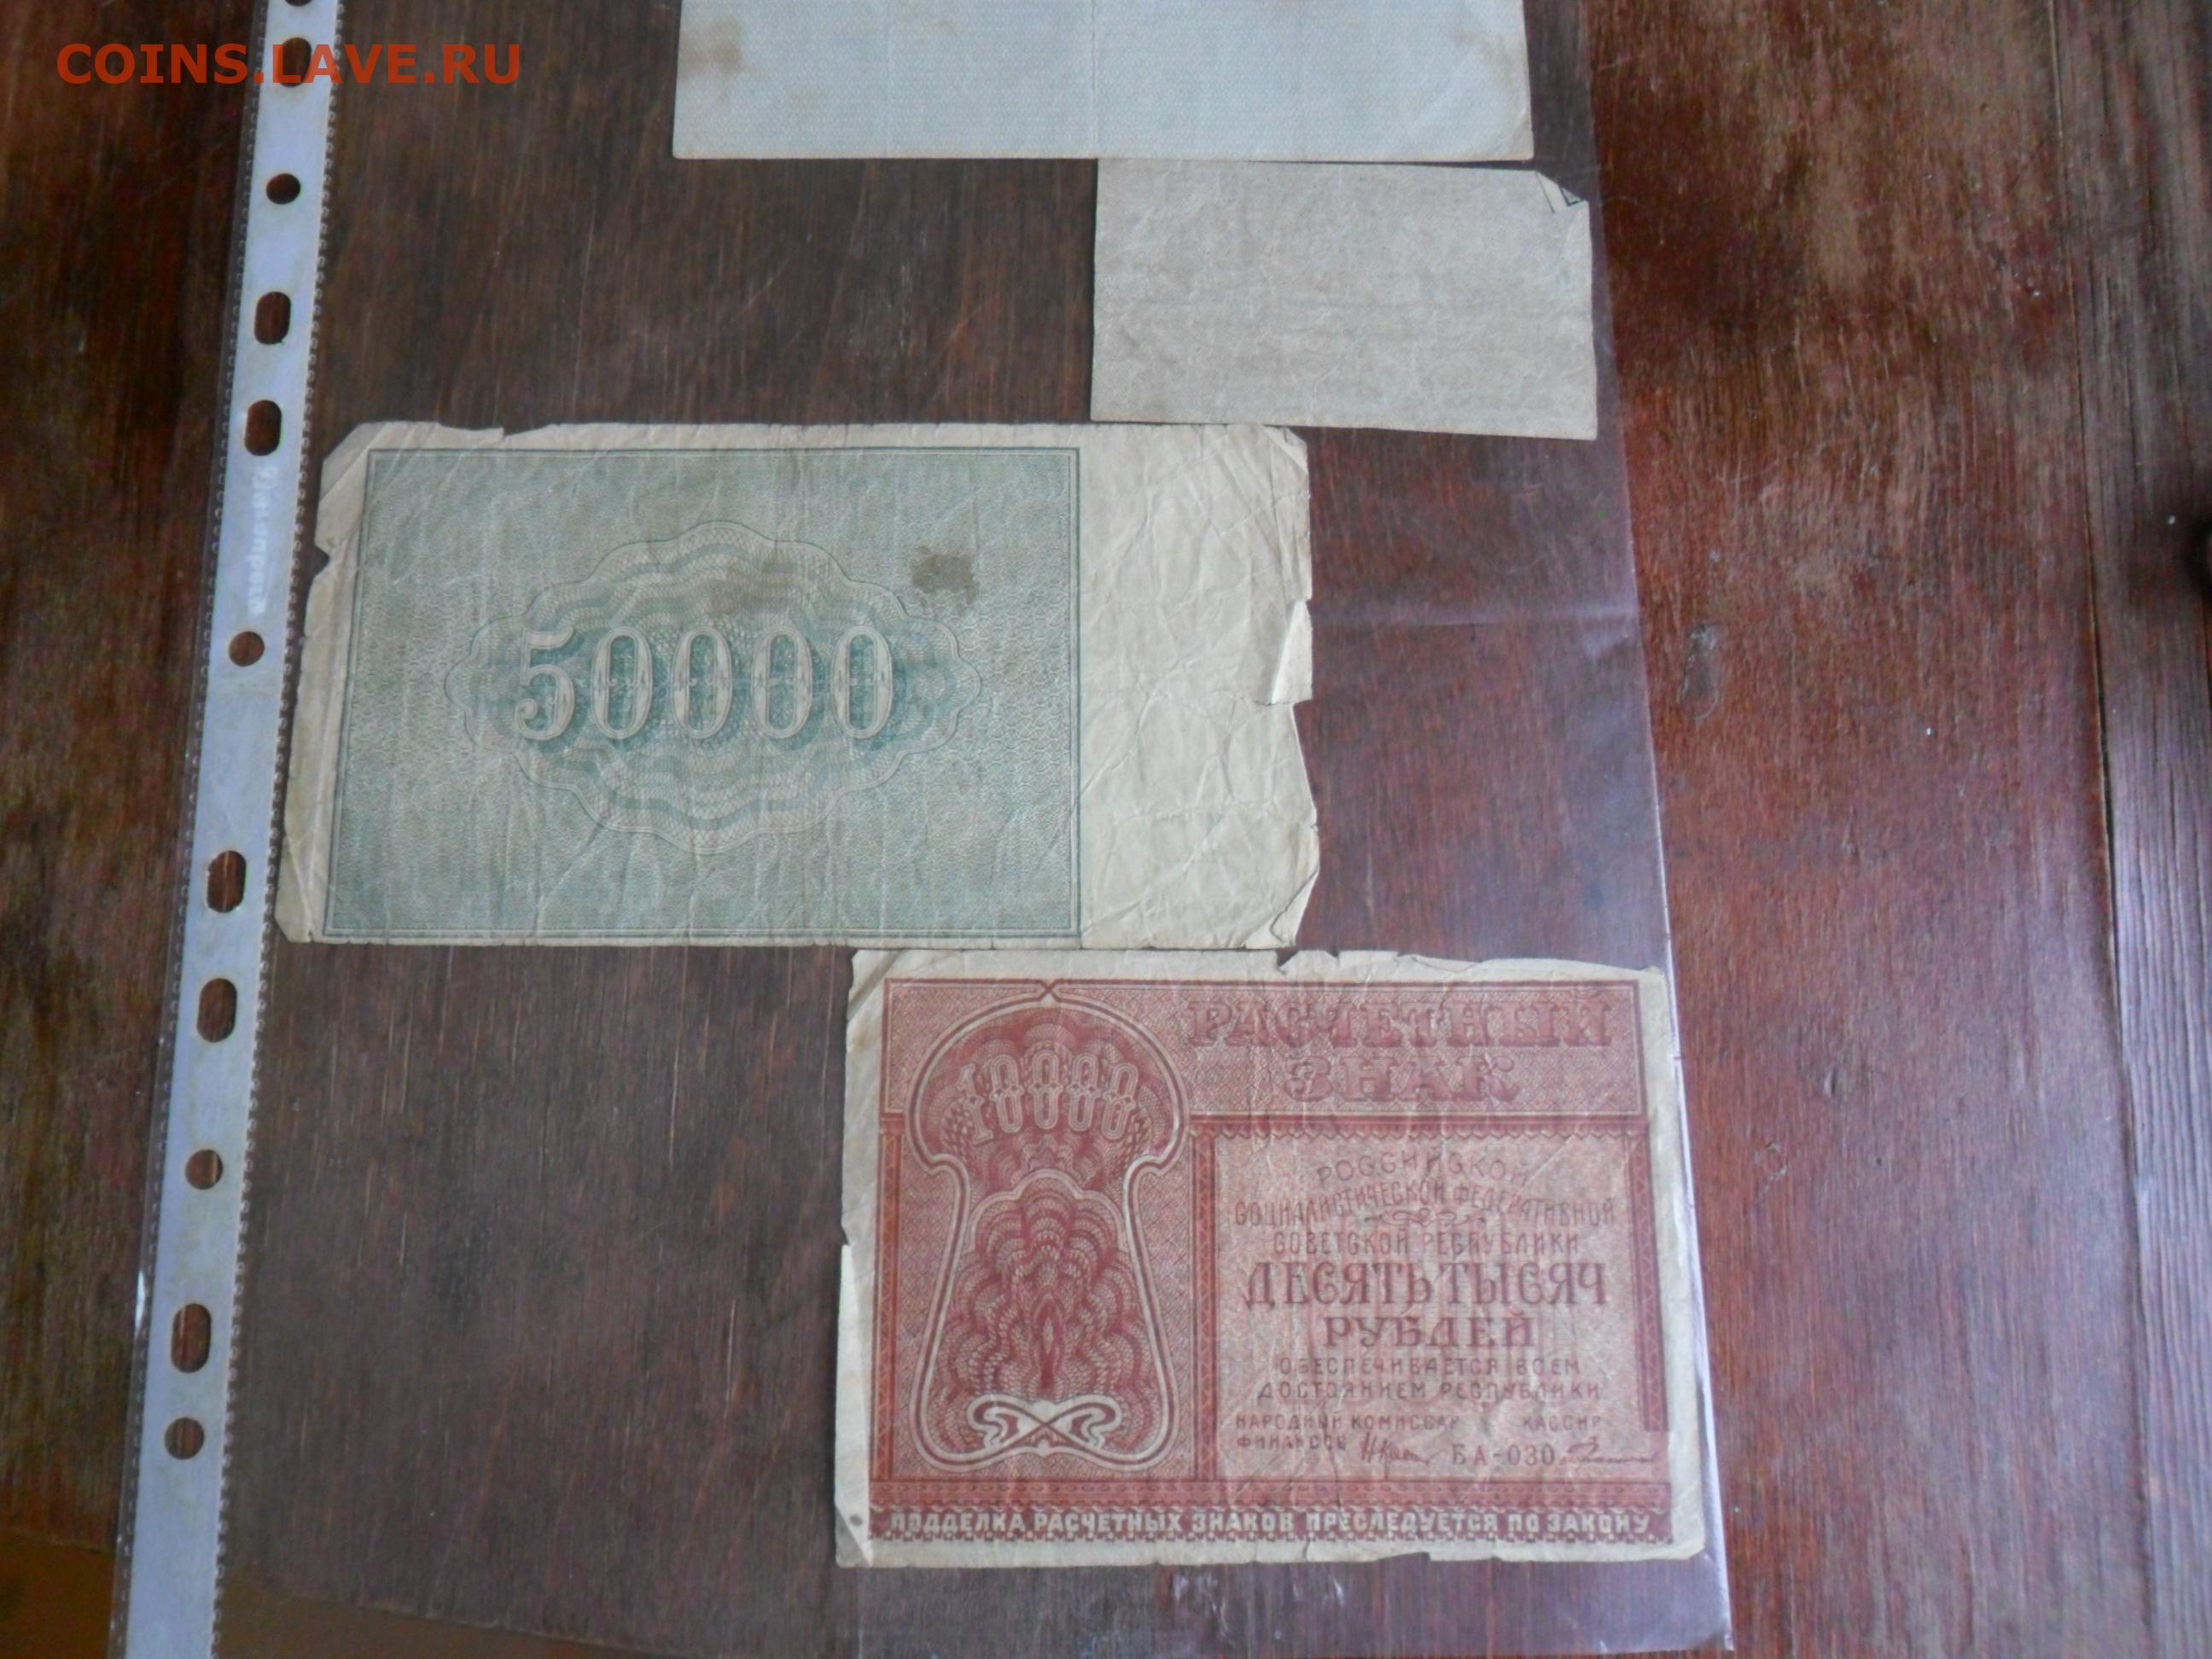 COINS.LAVE.RU
50000
РАСЧЕТНЫЙ
ЗНАК
10000
10000
РОССИЙСКОЙ
СОЦИАЛИСТИЧЕСКОЙ ФЕДЕРАТИВНОЙ
СОВЕТСКОЙ РЕСПУБЛИКИ
ДЕСЯТЬ ТЫСЯЧ
РУБЛЕЙ
ОБЕСПЕЧИВАЕТСЯ ВСЕМ
ДОСТОЯНИЕМ РЕСПУБЛИКИ
НАРОДНЫЙ КОМИССАР КАССИР
ФИНАНСОВ БА-030
ПОДДЕЛКА РАСЧЕТНЫХ ЗНАКОВ ПРЕСЛЕДУЕТСЯ ПО ЗАКОНУ